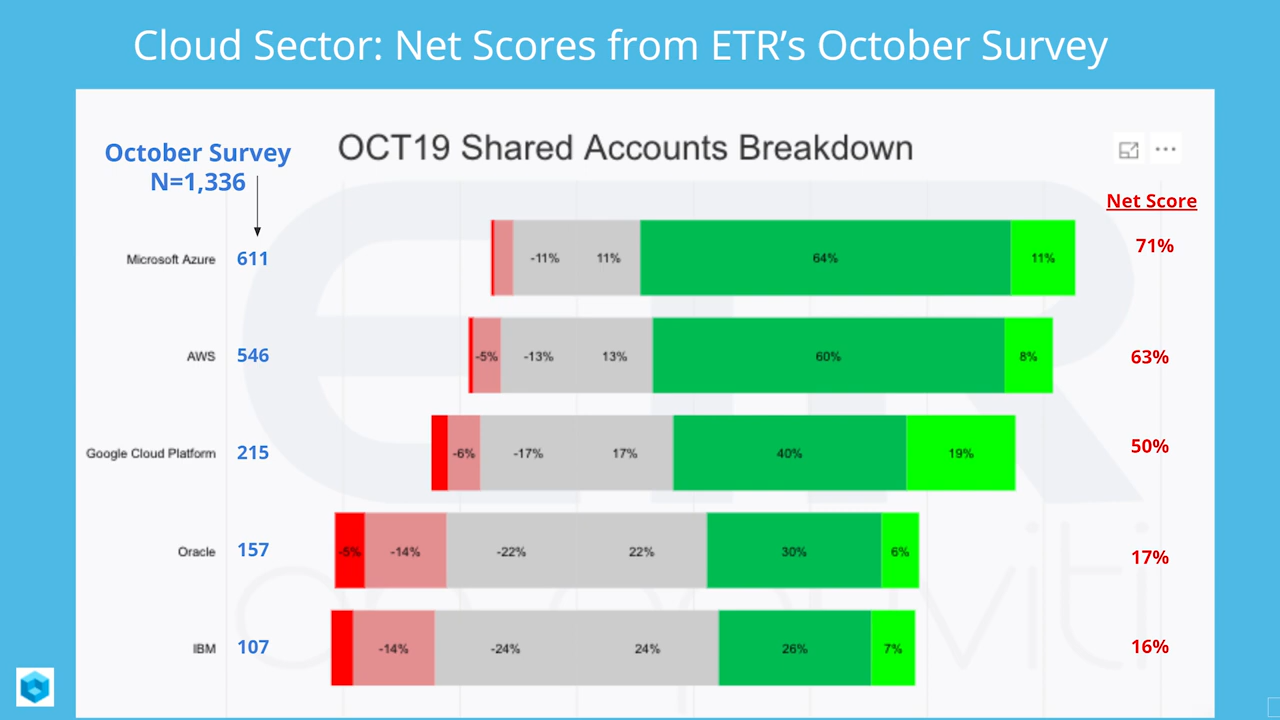 Cloud Sector: Net Scores from ETR’s October Survey
OCT19 Shared Accounts Breakdown
October Survey
N=1,336
Net Score
Microsoft Azure 611 -11% 11% 64% 11% 71%
AWS 546 -5% -13% 13% 60% 8% 63%
Google Cloud Platform 215 -6% -17% 17% 40% 19% 50%
Oracle 157 -5% -14% -22% 22% 30% 6% 17%
IBM 107 -14% -24% 24% 26% 7% 16%
ETR